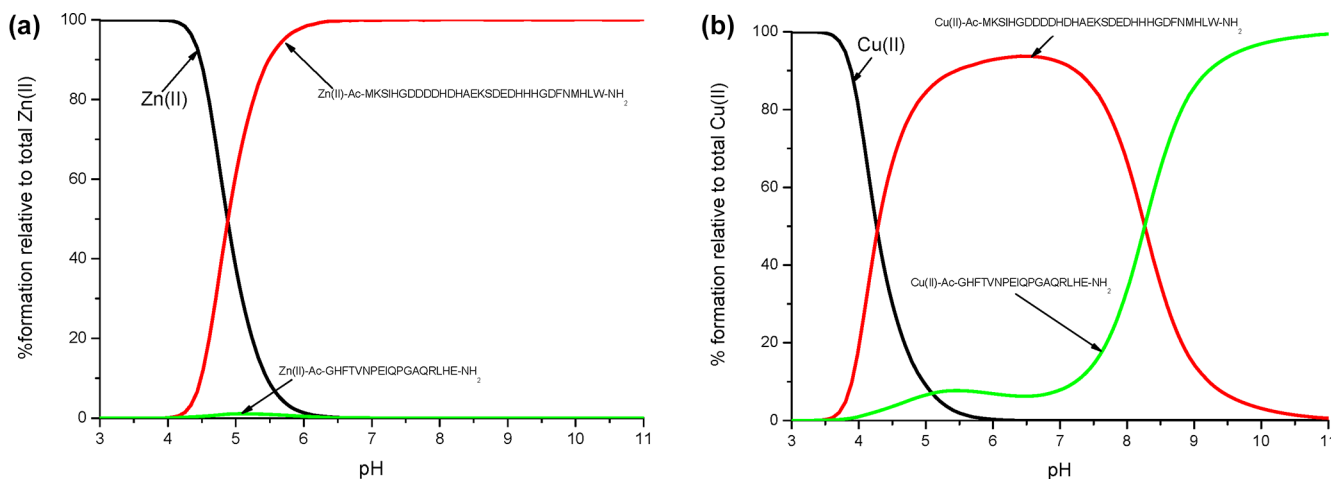 (a)
%formation relative to total Zn(II)
100
80
60
40
20
0
Zn(II)
Zn(II)-Ac-MKSIHGDDDDHDHAEKSDEDHHHGDFNMHLW-NH2
Zn(II)-Ac-GHFTVNPEIQPGAQRLHE-NH2
3 4 5 6 7 8 9 10 11
pH
(b)
% formation relative to total Cu(II)
100
80
60
40
20
0
Cu(II)-Ac-MKSIHGDDDDHDHAEKSDEDHHHGDFNMHLW-NH2
Cu(II)
Cu(II)-Ac-GHFTVNPEIQPGAQRLHE-NH2
3 4 5 6 7 8 9 10 11
pH